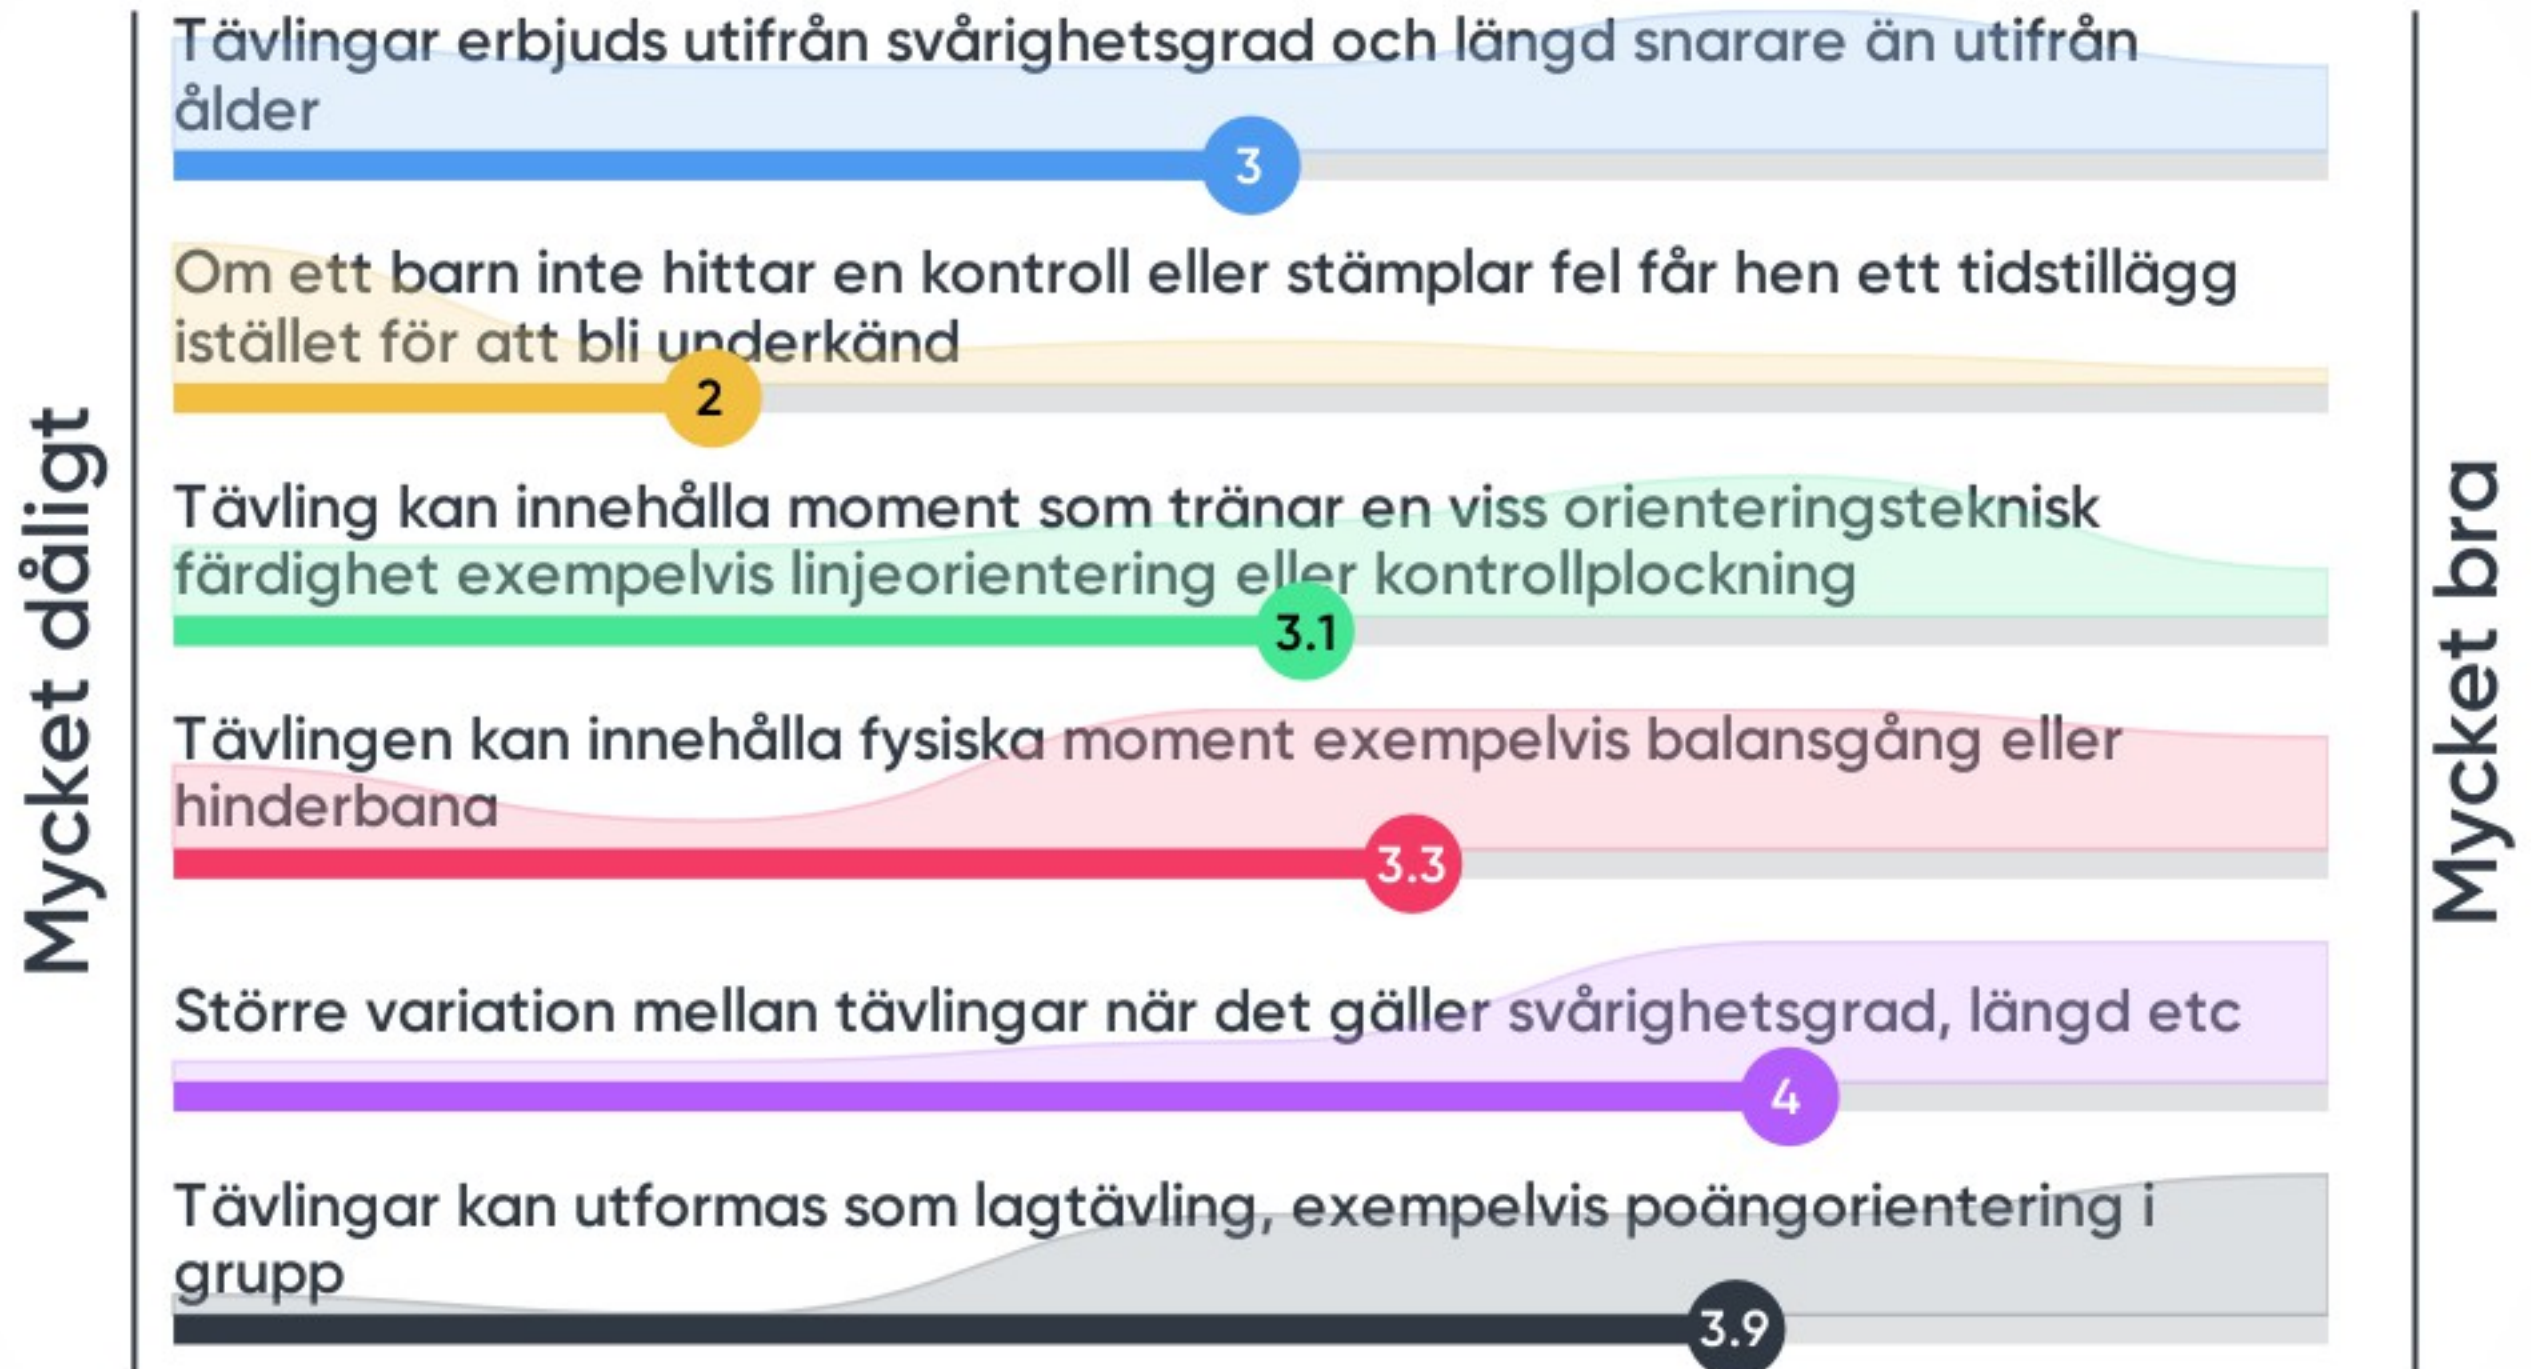 Mycket dåligt
Tävlingar erbjuds utifrån svårighetsgrad och längd snarare än utifrån
ålder
3
Om ett barn inte hittar en kontroll eller stämplar fel får hen ett tidstillägg
istället för att bli underkänd
2
Tävling kan innehålla moment som tränar en viss orienteringsteknisk
färdighet exempelvis linjeorientering eller kontrollplockning
3.1
Tävlingen kan innehålla fysiska moment exempelvis balansgång eller
hinderbana
3.3
Större variation mellan tävlingar när det gäller svårighetsgrad, längd etc
4
Tävlingar kan utformas som lagtävling, exempelvis poängorientering i
grupp
3.9
Mycket bra